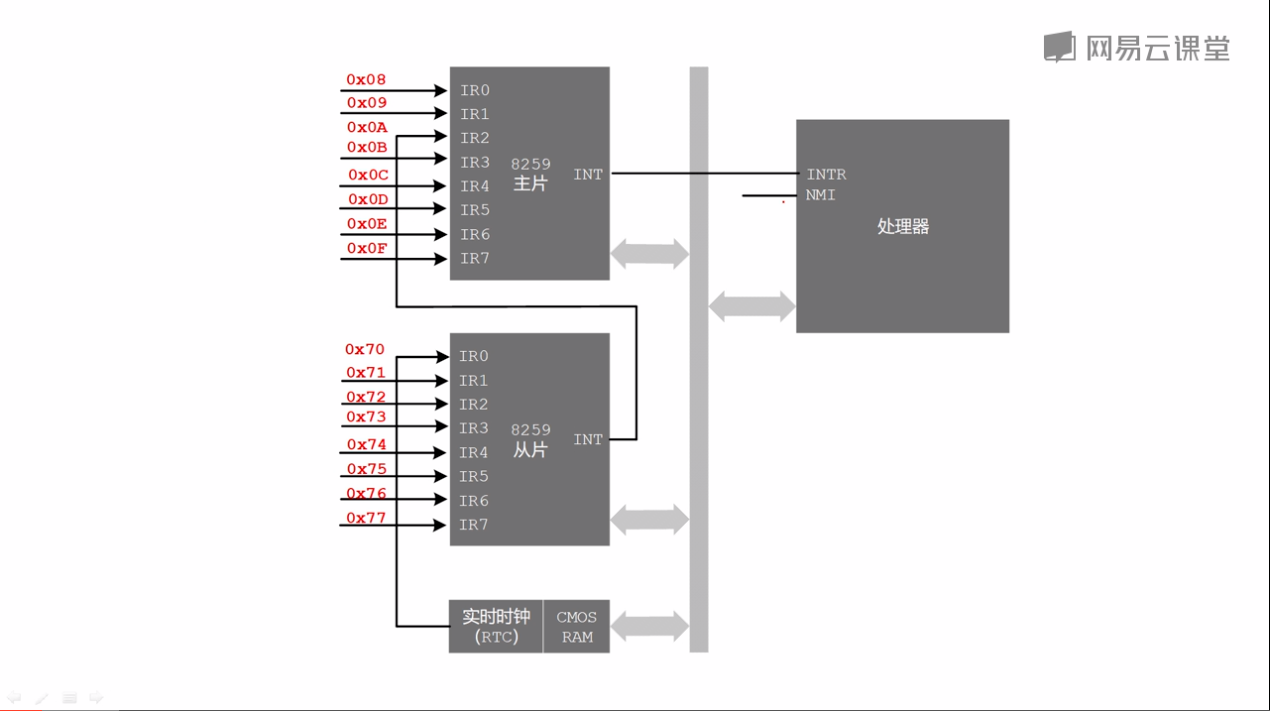 网易云课堂
0x08
0x09
0x0A
0x0B
0x0C
0x0D
0x0E
0x0F
IR0
IR1
IR2
IR3
IR4
IR5
IR6
IR7
8259
主片
INT
INTR
NMI
处理器
0x70
0x71
0x72
0x73
0x74
0x75
0x76
0x77
IR0
IR1
IR2
IR3
IR4
IR5
IR6
IR7
8259
从片
INT
实时时钟
(RTC)
CMOS
RAM